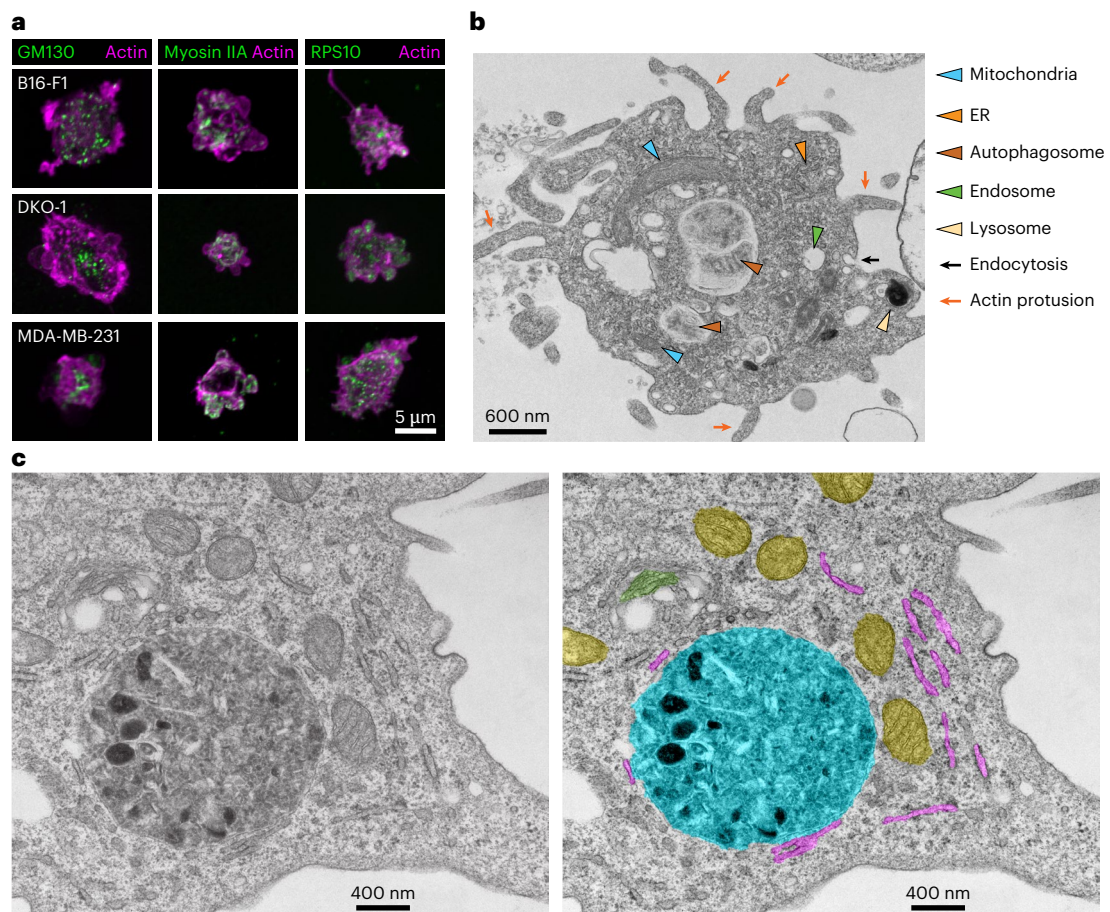 a
GM130 Actin
Myosin IIA Actin
RPS10 Actin
B16-F1
DKO-1
MDA-MB-231
5 µm
b
600 nm
Mitochondria
ER
Autophagosome
Endosome
Lysosome
Endocytosis
Actin protusion
c
400 nm
400 nm